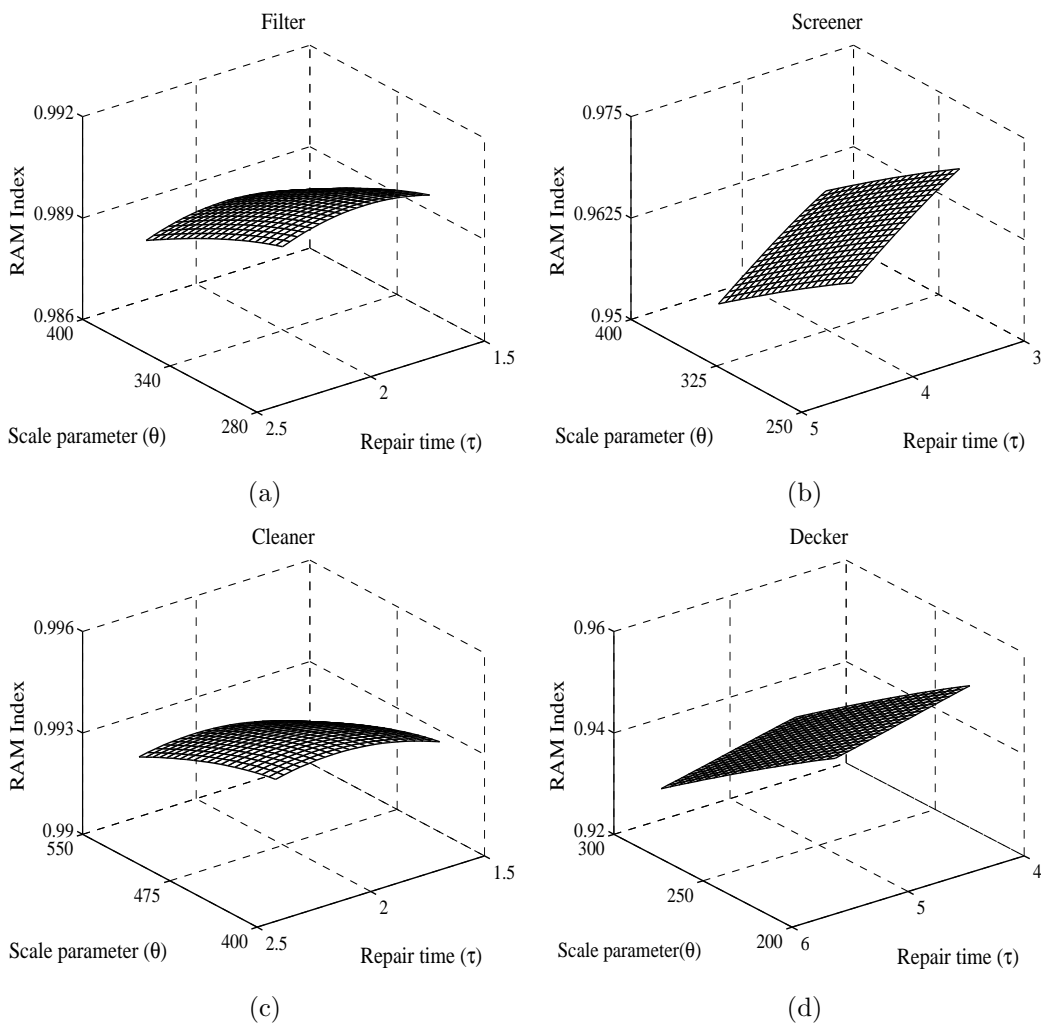 Filter
0.992
0.989
0.986
RAM Index
400
340
280
Scale parameter (θ)
2.5
2
1.5
Repair time (τ)
(a)
Screener
0.975
0.9625
0.95
RAM Index
400
325
250
Scale parameter (θ)
5
4
3
Repair time (τ)
(b)
Cleaner
0.996
0.993
0.99
RAM Index
550
475
400
Scale parameter (θ)
2.5
2
1.5
Repair time (τ)
(c)
Decker
0.96
0.94
0.92
RAM Index
300
250
200
Scale parameter(θ)
6
5
4
Repair time (τ)
(d)